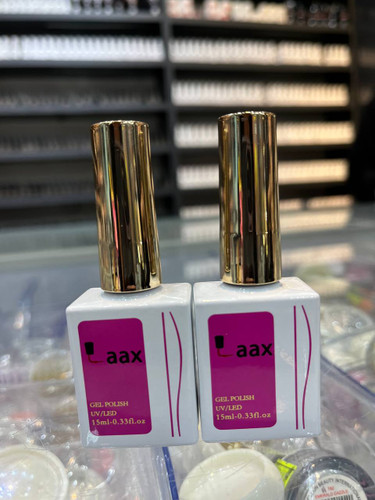 Laax
GEL POLISH
UV/LED
15ml-0.33fl.oz
Laax
GEL POLISH
UV/LED
15ml-0.33fl.oz